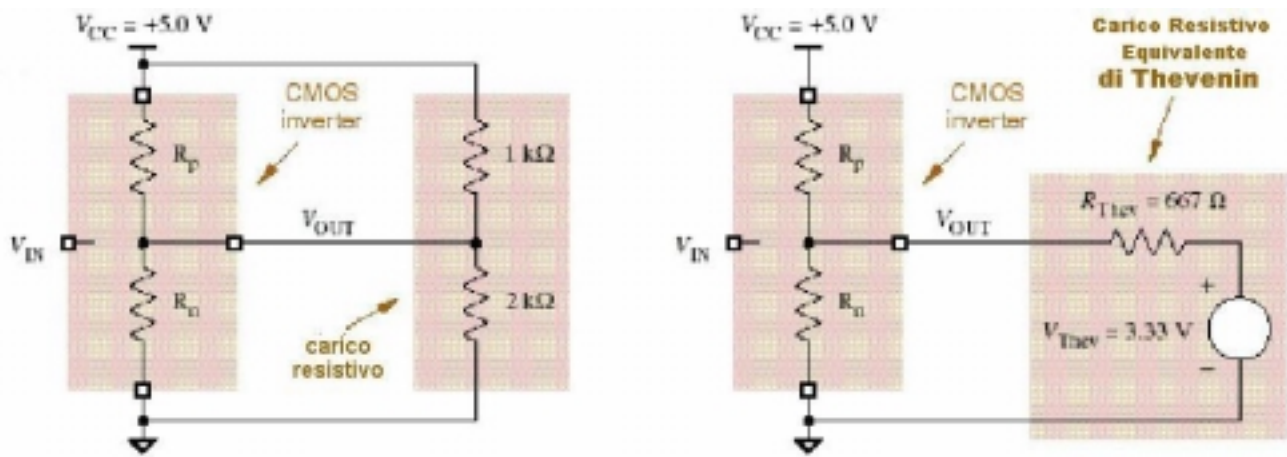 V_CC = +5.0 V
CMOS
inverter
R_p
1 kΩ
V_IN
V_OUT
R_n
2 kΩ
carico
resistivo
V_CC = +5.0 V
Carico Resistivo
Equivalente
di Thevenin
CMOS
inverter
R_p
R_Thev = 667 Ω
V_IN
V_OUT
R_n
+
V_Thev = 3.33 V
−